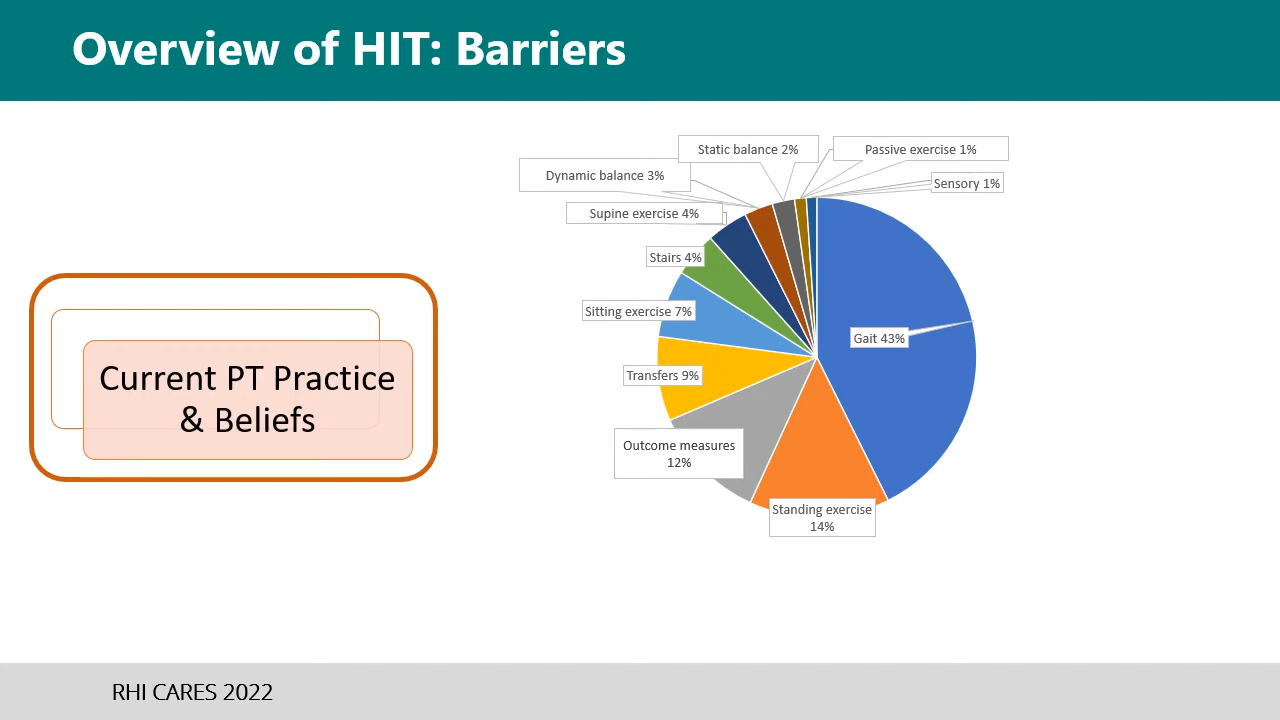 Overview of HIT: Barriers
Static balance 2%
Passive exercise 1%
Dynamic balance 3%
Sensory 1%
Supine exercise 4%
Stairs 4%
Sitting exercise 7%
Gait 43%
Transfers 9%
Current PT Practice
& Beliefs
Outcome measures
12%
Standing exercise
14%
RHI CARES 2022